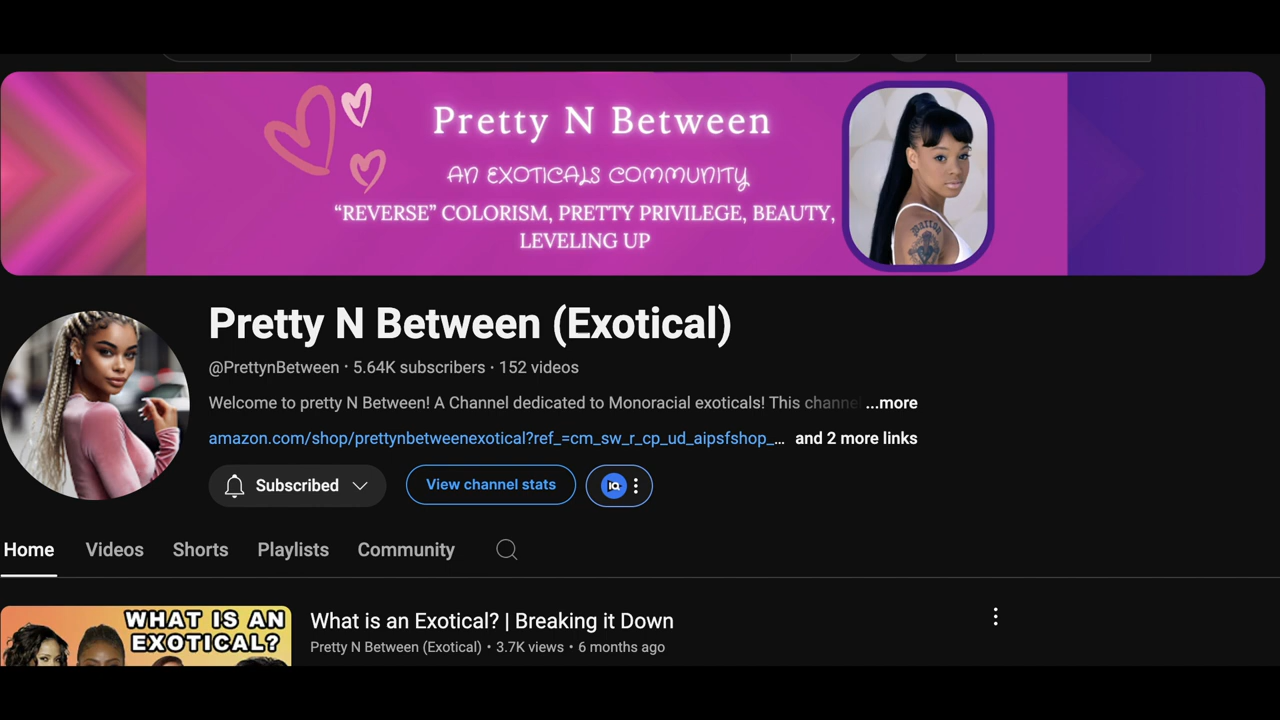 Pretty N Between
AN EXOTICALS COMMUNITY
“REVERSE” COLORISM, PRETTY PRIVILEGE, BEAUTY,
LEVELING UP
Pretty N Between (Exotical)
@PrettynBetween · 5.64K subscribers · 152 videos
Welcome to pretty N Between! A Channel dedicated to Monoracial exoticals! This channe ...more
amazon.com/shop/prettynbetweenexotical?ref_=cm_sw_r_cp_ud_aipsfshop_... and 2 more links
Subscribed View channel stats IQ
Home Videos Shorts Playlists Community
WHAT IS AN
EXOTICAL?
What is an Exotical? | Breaking it Down
Pretty N Between (Exotical) • 3.7K views • 6 months ago